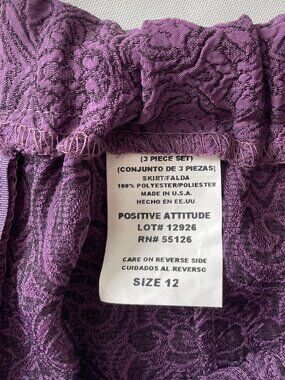 (3 PIECE SET)
(CONJUNTO DE 3 PIEZAS)
SKIRT/FALDA
100% POLYESTER/POLIESTER
MADE IN U.S.A.
HECHO EN EE.UU.
POSITIVE ATTITUDE
LOT# 12926
RN# 55126
CARE ON REVERSE SIDE
CUIDADOS AL REVERSO
SIZE 12